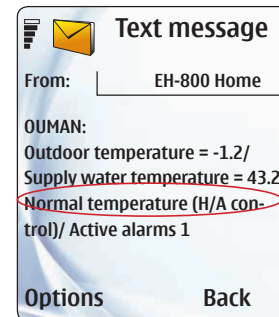 Text message
From: EH-800 Home
OUMAN:
Outdoor temperature = -1.2/
Supply water temperature = 43.2
Normal temperature (H/A con-
trol)/ Active alarms 1
Options Back